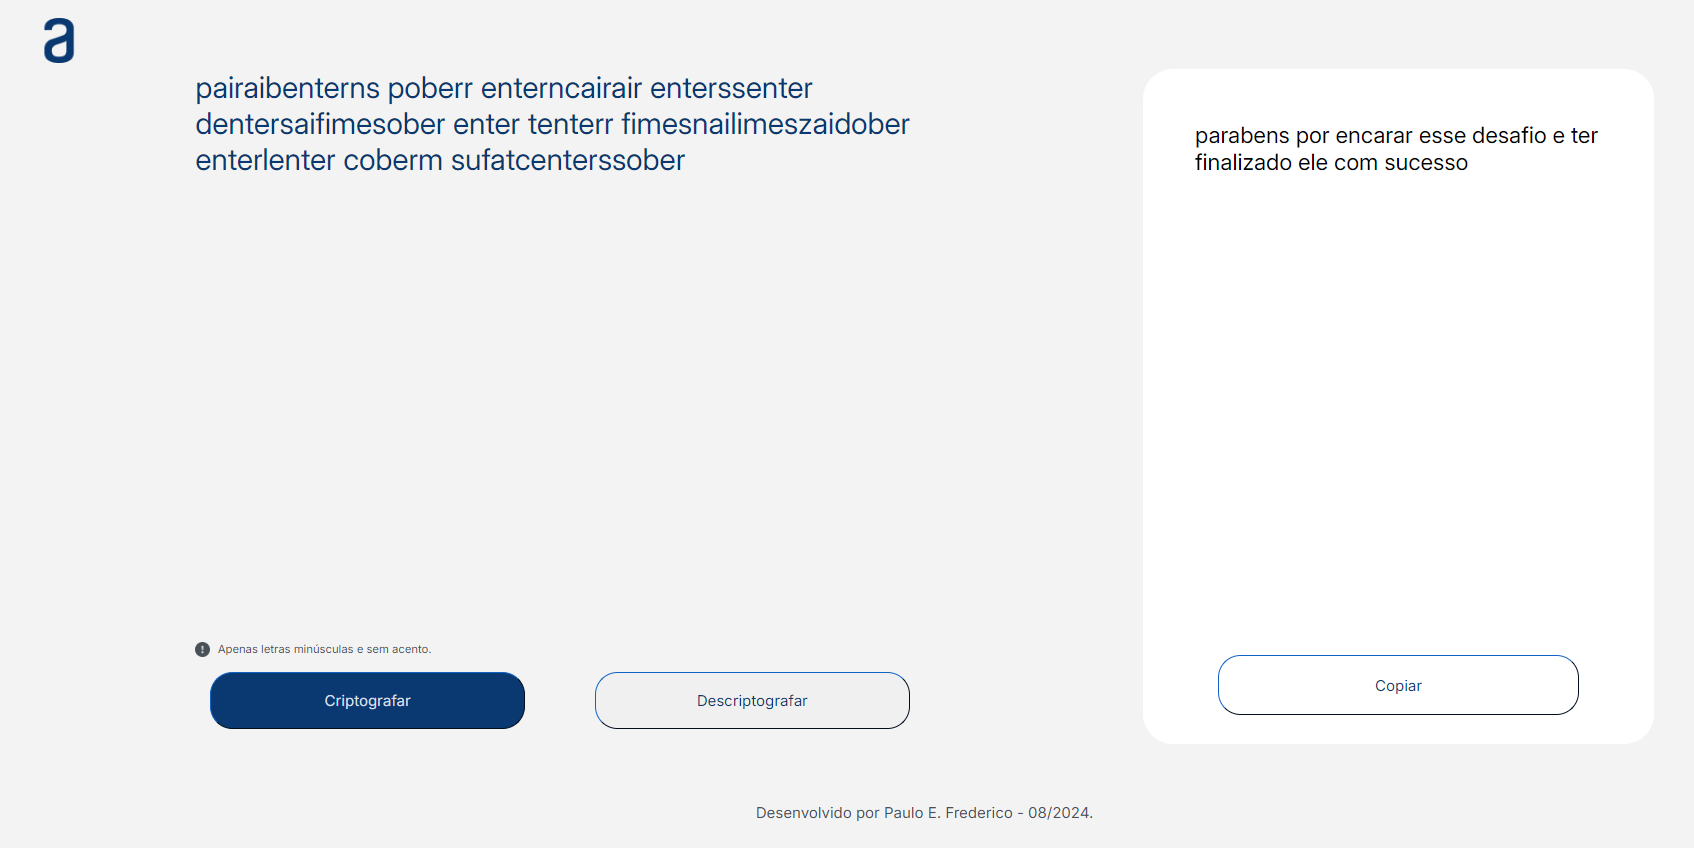 a
pairaibenterns poberr enterncairair enterssenter
dentersaifimesober enter tenterr fimesnailimeszaidober
enterlenter coberm sufatcenterssober
parabens por encarar esse desafio e ter
finalizado ele com sucesso
! Apenas letras minúsculas e sem acento.
Criptografar
Descriptografar
Copiar
Desenvolvido por Paulo E. Frederico - 08/2024.